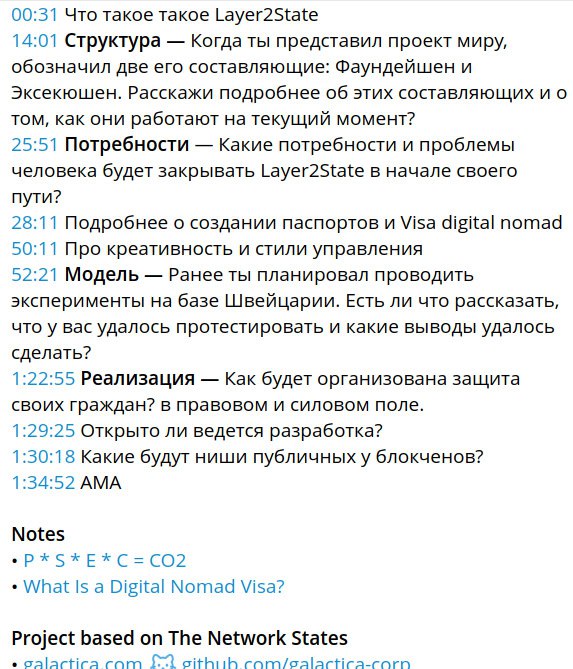 00:31 Что такое такое Layer2State
14:01 Структура — Когда ты представил проект миру,
обозначил две его составляющие: Фаундейшен и
Эксекюшен. Расскажи подробнее об этих составляющих и о
том, как они работают на текущий момент?
25:51 Потребности — Какие потребности и проблемы
человека будет закрывать Layer2State в начале своего
пути?
28:11 Подробнее о создании паспортов и Visa digital nomad
50:11 Про креативность и стили управления
52:21 Модель — Ранее ты планировал проводить
эксперименты на базе Швейцарии. Есть ли что рассказать,
что у вас удалось протестировать и какие выводы удалось
сделать?
1:22:55 Реализация — Как будет организована защита
своих граждан? в правовом и силовом поле.
1:29:25 Открыто ли ведется разработка?
1:30:18 Какие будут ниши публичных у блокченов?
1:34:52 АМА

Notes
• P * S * E * C = CO2
• What Is a Digital Nomad Visa?

Project based on The Network States
• galactica.com github.com/galactica-corp